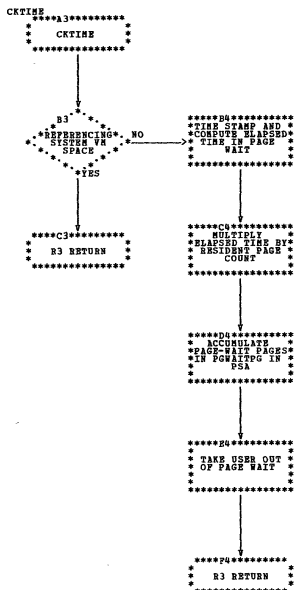 CKTIME
****A3*********
CKTIME
B3
REFERENCING
SYSTEM VM
SPACE
NO
YES
****C3*********
R3 RETURN
*****B4**********
TIME STAMP AND
COMPUTE ELAPSED
TIME IN PAGE
WAIT
*****C4**********
MULTIPLY
ELAPSED TIME BY
RESIDENT PAGE
COUNT
*****D4**********
ACCUMULATE
PAGE-WAIT PAGES
IN PGWAITPG IN
PSA
*****E4**********
TAKE USER OUT
OF PAGE WAIT
****F4*********
R3 RETURN